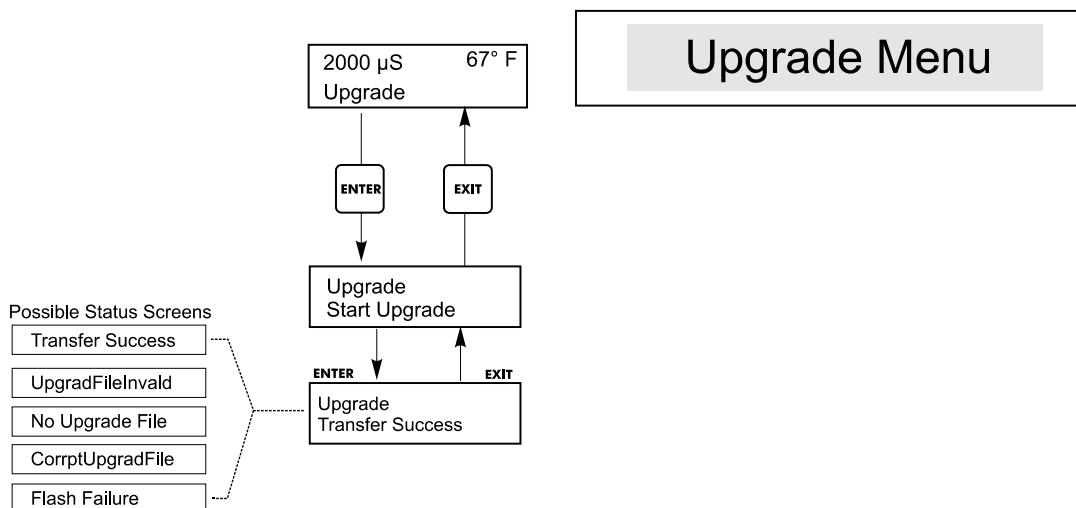 Upgrade Menu
2000 µS 67° F
Upgrade
ENTER EXIT
Upgrade
Start Upgrade
ENTER EXIT
Upgrade
Transfer Success
Possible Status Screens
Transfer Success
UpgradFileInvald
No Upgrade File
CorrptUpgradFile
Flash Failure